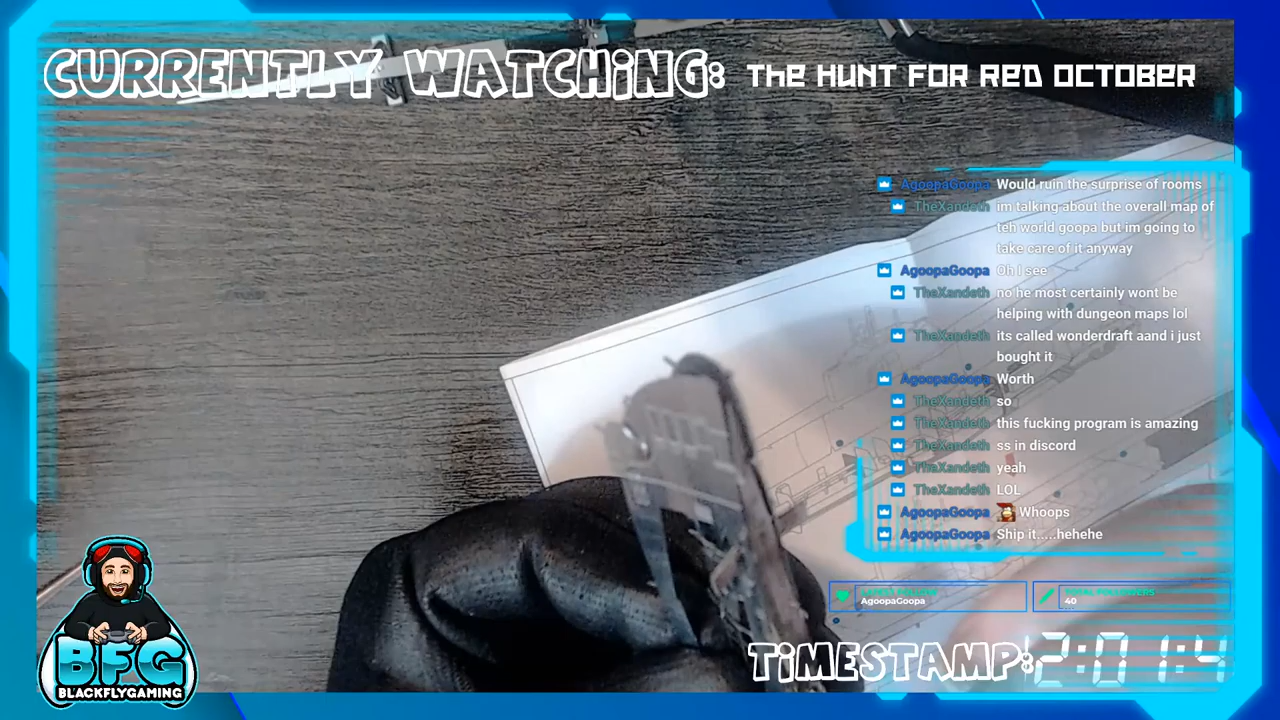 CURRENTLY WATCHING: THE HUNT FOR RED OCTOBER
AgoopaGoopa Would ruin the surprise of rooms
TheXandeth im talking about the overall map of
teh world goopa but im going to
take care of it anyway
AgoopaGoopa Oh I see
TheXandeth no he most certainly wont be
helping with dungeon maps lol
TheXandeth its called wonderdraft aand i just
bought it
AgoopaGoopa Worth
TheXandeth so
TheXandeth this fucking program is amazing
TheXandeth ss in discord
TheXandeth yeah
TheXandeth LOL
AgoopaGoopa Whoops
AgoopaGoopa Ship it.....hehehe
LATEST FOLLOW
AgoopaGoopa
TOTAL FOLLOWERS
40
BFG
BLACKFLYGAMING
TIMESTAMP: